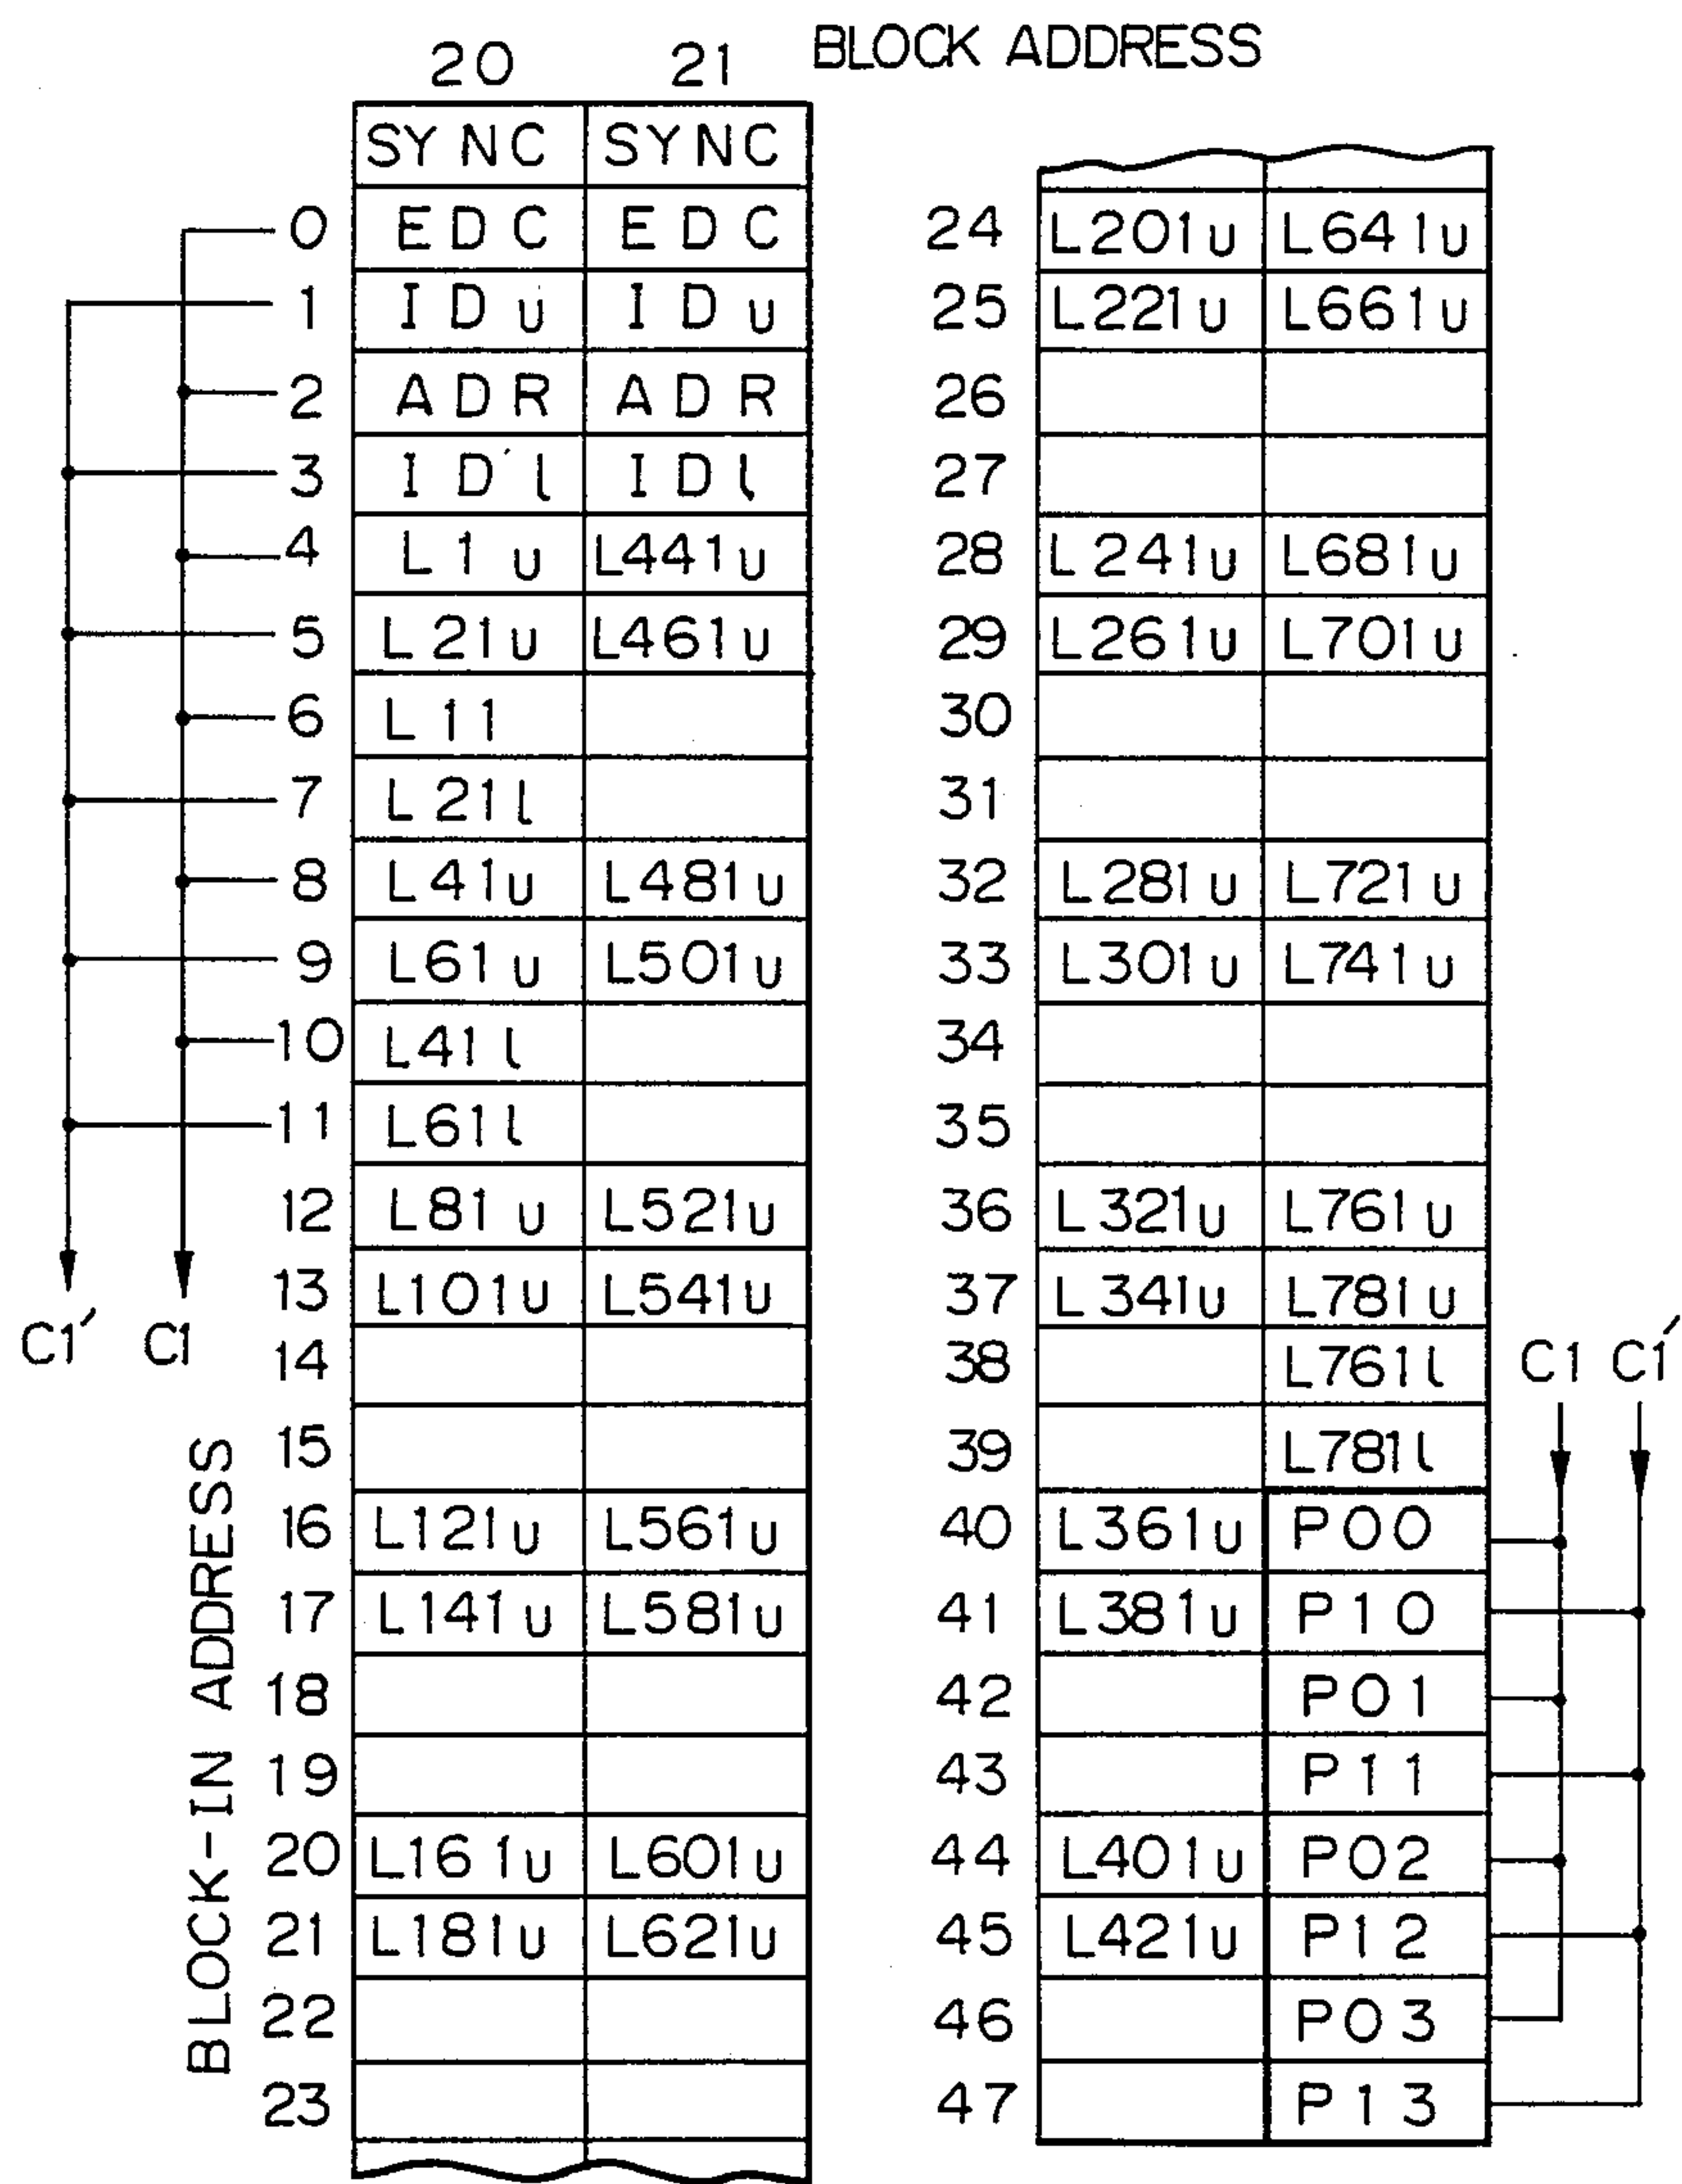 BLOCK ADDRESS
20 21
SYNC SYNC
0 EDC EDC
1 IDu IDu
2 ADR ADR
3 ID'l IDl
4 L1u L441u
5 L21u L461u
6 L11
7 L21l
8 L41u L481u
9 L61u L501u
10 L41l
11 L61l
12 L81u L521u
13 L101u L541u
14
15
16 L121u L561u
17 L141u L581u
18
19
20 L161u L601u
21 L181u L621u
22
23
C1' C1
BLOCK-IN ADDRESS
24 L201u L641u
25 L221u L661u
26
27
28 L241u L681u
29 L261u L701u
30
31
32 L281u L721u
33 L301u L741u
34
35
36 L321u L761u
37 L341u L781u
38 L761l
39 L781l
40 L361u P00
41 L381u P10
42 P01
43 P11
44 L401u P02
45 L421u P12
46 P03
47 P13
C1 C1'